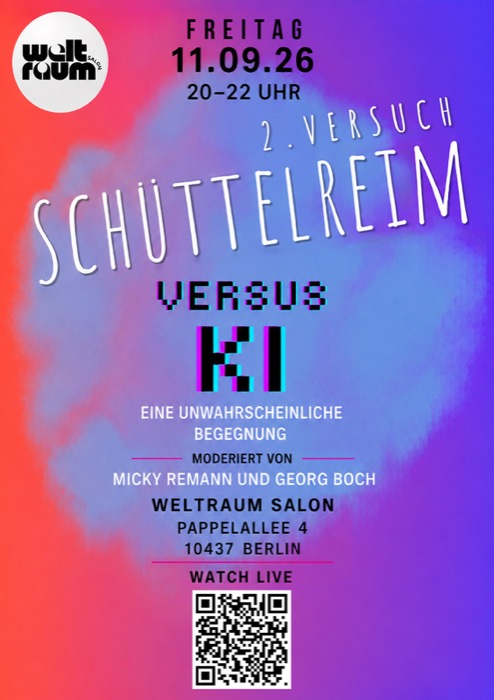 welt
raum
SALON
FREITAG
11.09.26
20–22 UHR
2. VERSUCH
SCHÜTTELREIM
VERSUS
KI
EINE UNWAHRSCHEINLICHE
BEGEGNUNG
MODERIERT VON
MICKY REMANN UND GEORG BOCH
WELTRAUM SALON
PAPPELALLEE 4
10437 BERLIN
WATCH LIVE